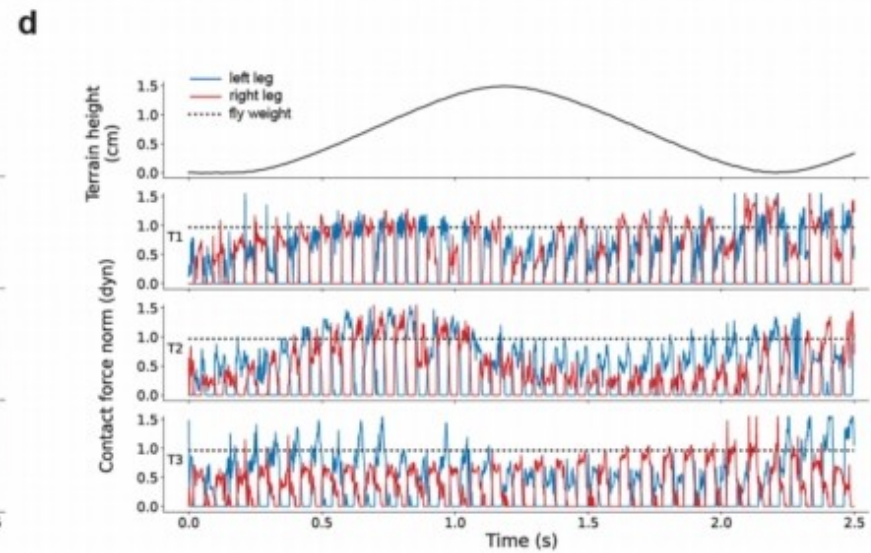 d
left leg
right leg
fly weight
Terrain height
(cm)
1.5
1.0
0.5
0.0
Contact force norm (dyn)
1.5
1.0
T1
0.5
0.0
1.5
1.0
T2
0.5
0.0
1.5
1.0
T3
0.5
0.0
0.0 0.5 1.0 1.5 2.0 2.5
Time (s)